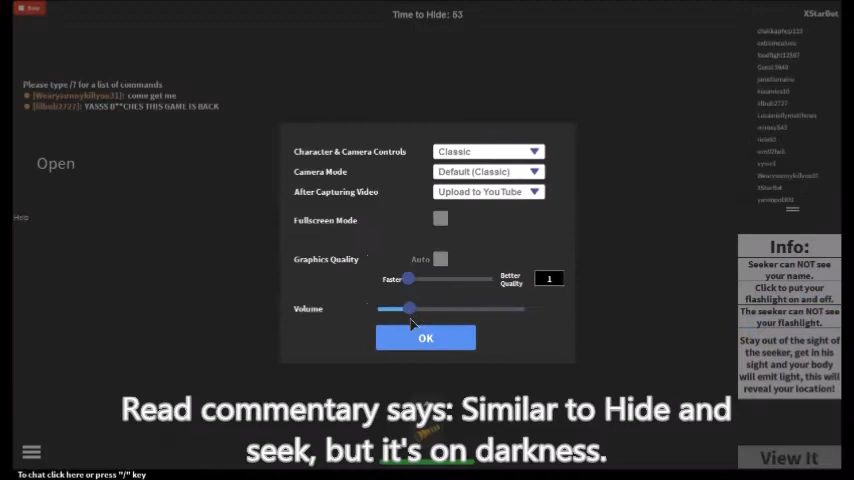 Time to Hide: 53
XStarBot
Please type /? for a list of commands
come get me
YASSS B**CHES THIS GAME IS BACK
Open
Help
Character & Camera Controls
Classic
Camera Mode
Default (Classic)
After Capturing Video
Upload to YouTube
Fullscreen Mode
Graphics Quality
Auto
Faster
Better
Quality
1
Volume
OK
XStarBot
Info:
Seeker can NOT see
your name.
Click to put your
flashlight on and off.
The seeker can NOT see
your flashlight.
Stay out of the sight of
the seeker, get in his
sight and your body
will emit light, this will
reveal your location!
View It
Read commentary says: Similar to Hide and
seek, but it's on darkness.
To chat click here or press "/" key